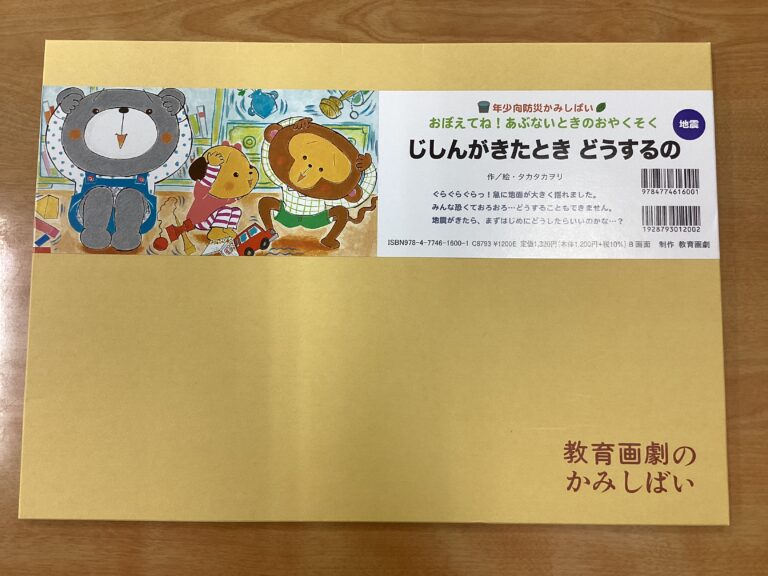 年少向防災かみしばい
おぼえてね！あぶないときのおやくそく
地震
じしんがきたとき どうするの
作／絵・タカタカヲリ
ぐらぐらぐらっ！急に地面が大きく揺れました。
みんな恐くておろおろ…どうすることもできません。
地震がきたら、まずはじめにどうしたらいいのかな…？
9784774616001
1928793012002
ISBN978-4-7746-1600-1 C8793 ¥1200E 定価1,320円（本体1,200円+税10%） 8画面 制作 教育画劇
教育画劇の
かみしばい